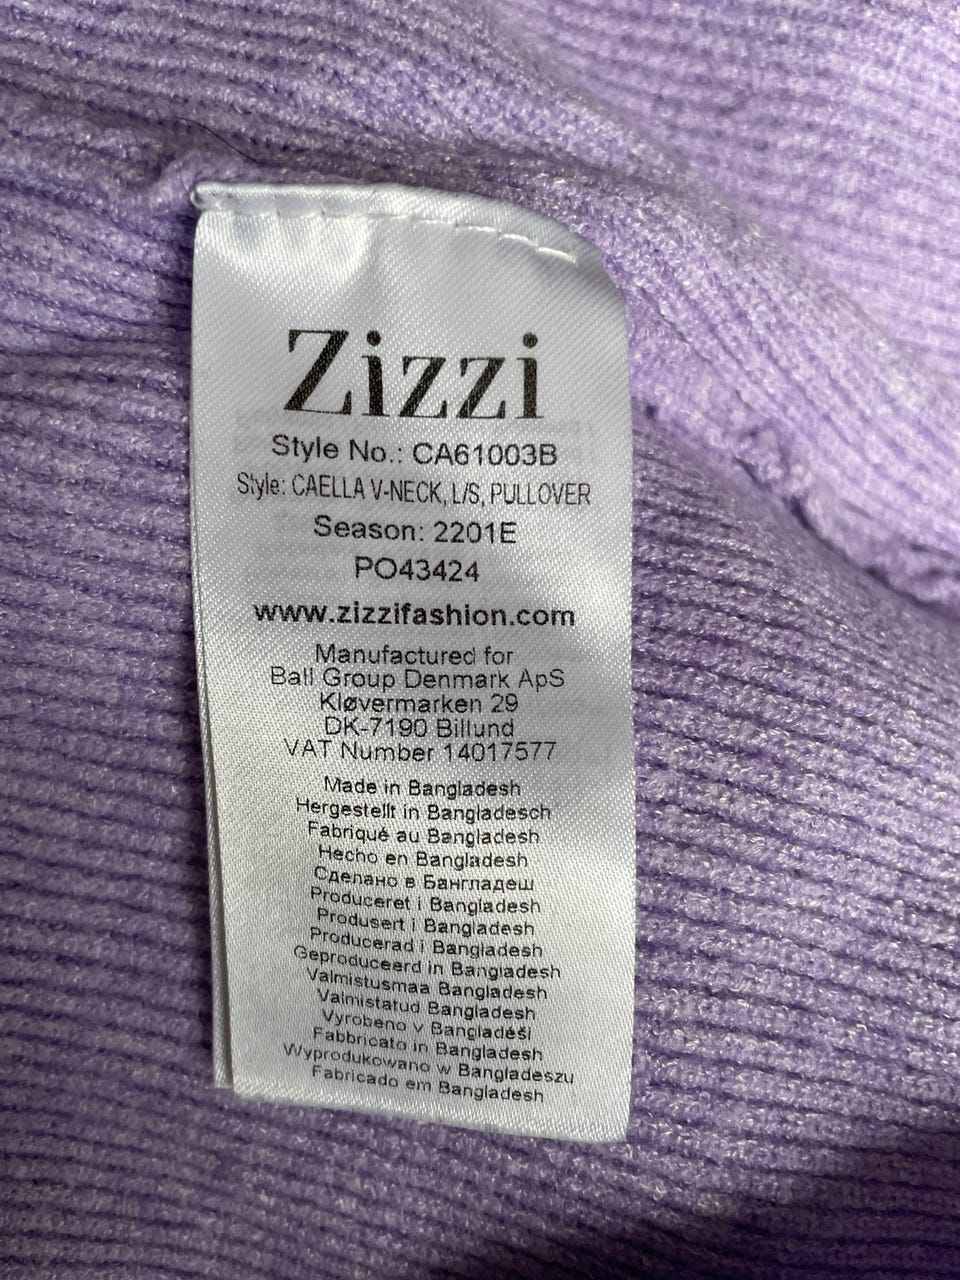 Zizzi
Style No.: CA61003B
Style: CAELLA V-NECK, L/S, PULLOVER
Season: 2201E
PO43424
www.zizzifashion.com
Manufactured for
Ball Group Denmark ApS
Kløvermarken 29
DK-7190 Billund
VAT Number 14017577
Made in Bangladesh
Hergestellt in Bangladesch
Fabriqué au Bangladesh
Hecho en Bangladesh
Сделано в Бангладеш
Produceret i Bangladesh
Produsert i Bangladesh
Producerad i Bangladesh
Geproduceerd in Bangladesh
Valmistusmaa Bangladesh
Valmistatud Bangladesh
Vyrobeno v Bangladéši
Fabbricato in Bangladesh
Wyprodukowano w Bangladeszu
Fabricado em Bangladesh